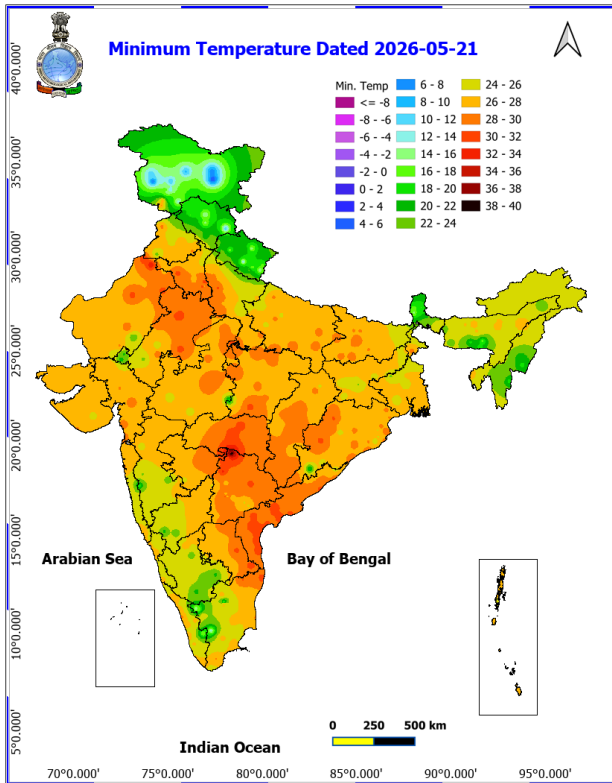 Minimum Temperature Dated 2026-05-21
Min. Temp
<= -8
-8 - -6
-6 - -4
-4 - -2
-2 - 0
0 - 2
2 - 4
4 - 6
6 - 8
8 - 10
10 - 12
12 - 14
14 - 16
16 - 18
18 - 20
20 - 22
22 - 24
24 - 26
26 - 28
28 - 30
30 - 32
32 - 34
34 - 36
36 - 38
38 - 40
40°0.000'
35°0.000'
30°0.000'
25°0.000'
20°0.000'
15°0.000'
10°0.000'
5°0.000'
Arabian Sea
Bay of Bengal
Indian Ocean
0 250 500 km
70°0.000' 75°0.000' 80°0.000' 85°0.000' 90°0.000' 95°0.000'